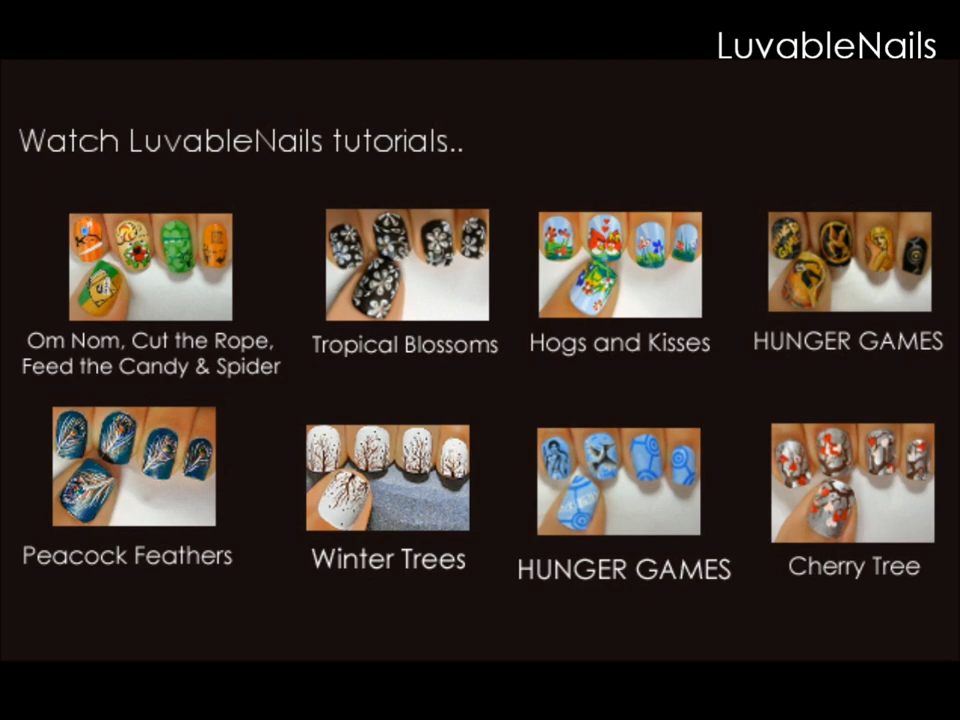 LuvableNails
Watch LuvableNails tutorials..
Om Nom, Cut the Rope,
Feed the Candy & Spider
Tropical Blossoms
Hogs and Kisses
HUNGER GAMES
Peacock Feathers
Winter Trees
HUNGER GAMES
Cherry Tree